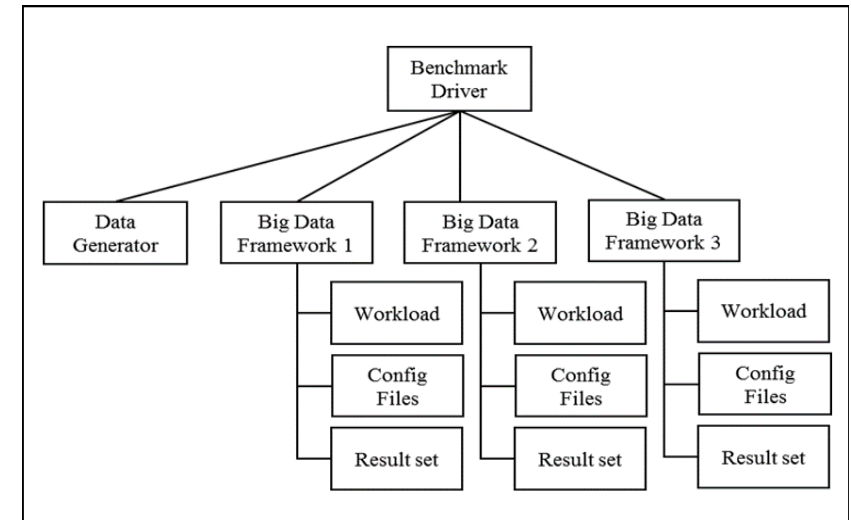 Benchmark
Driver
Data
Generator
Big Data
Framework 1
Big Data
Framework 2
Big Data
Framework 3
Workload
Config
Files
Result set
Workload
Config
Files
Result set
Workload
Config
Files
Result set